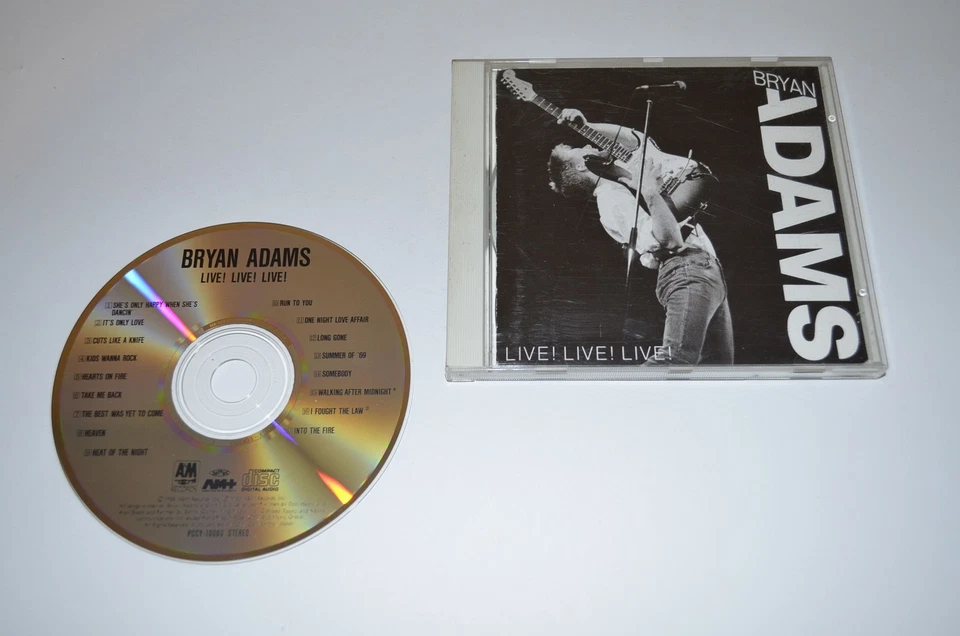 BRYAN ADAMS
LIVE! LIVE! LIVE!
SHE'S ONLY HAPPY WHEN SHE'S
DANCIN'
IT'S ONLY LOVE
CUTS LIKE A KNIFE
KIDS WANNA ROCK
HEARTS ON FIRE
TAKE ME BACK
THE BEST WAS YET TO COME
HEAVEN
HEAT OF THE NIGHT
RUN TO YOU
ONE NIGHT LOVE AFFAIR
LONG GONE
SUMMER OF '69
SOMEBODY
WALKING AFTER MIDNIGHT*
I FOUGHT THE LAW*
INTO THE FIRE
A&M
RECORDS
AM+
COMPACT
disc
DIGITAL AUDIO
STEREO
BRYAN
ADAMS
LIVE! LIVE! LIVE!